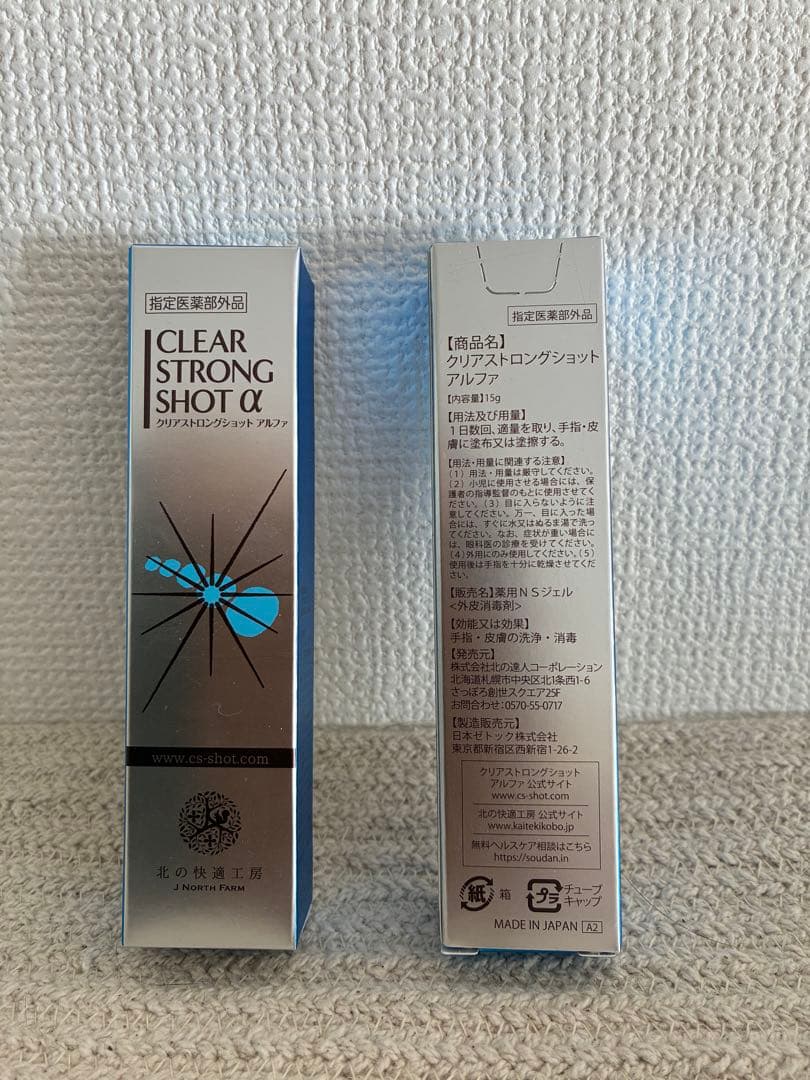 指定医薬部外品
CLEAR
STRONG
SHOT α
クリアストロングショット アルファ
www.cs-shot.com
北の快適工房
J NORTH FARM
指定医薬部外品
【商品名】
クリアストロングショット
アルファ
【内容量】15g
【用法及び用量】
1日数回、適量を取り、手指・皮
膚に塗布又は塗擦する。
【用法・用量に関連する注意】
(1)用法・用量は厳守してください。
(2)小児に使用させる場合には、保
護者の指導監督のもとに使用させてく
ださい。(3)目に入らないように注
意してください。万一、目に入った場
合には、すぐに水又はぬるま湯で洗っ
てください。なお、症状が重い場合に
は、眼科医の診療を受けてください。
(4)外用にのみ使用してください。(5)
使用後は手指を十分に乾燥させてくだ
さい。
【販売名】薬用NSジェル
<外皮消毒剤>
【効能又は効果】
手指・皮膚の洗浄・消毒
【発売元】
株式会社北の達人コーポレーション
北海道札幌市中央区北1条西1-6
さっぽろ創世スクエア25F
お問合わせ:0570-55-0717
【製造販売元】
日本ゼトック株式会社
東京都新宿区西新宿1-26-2
クリアストロングショット
アルファ 公式サイト
www.cs-shot.com
北の快適工房 公式サイト
www.kaitekikobo.jp
無料ヘルスケア相談はこちら
https://soudan.in
紙 箱 プラ チューブ
キャップ
MADE IN JAPAN A2